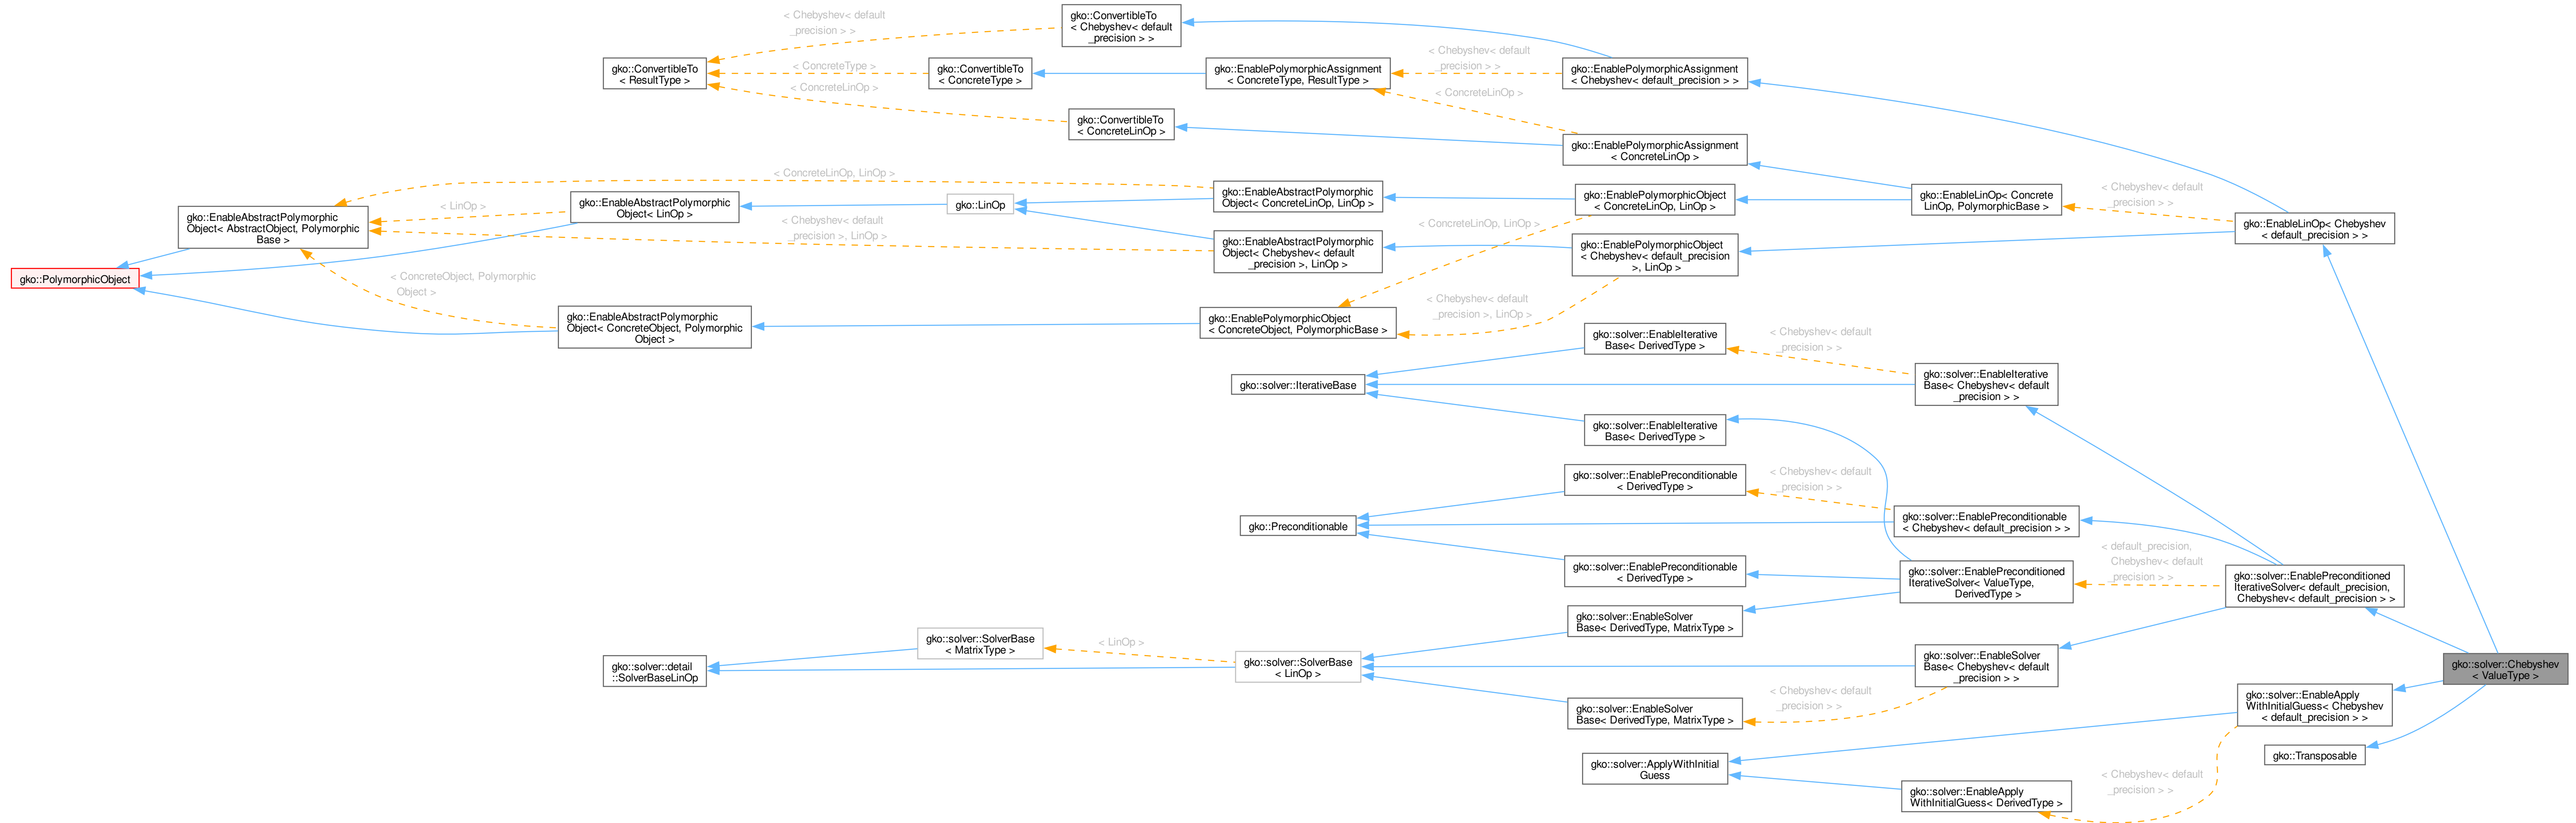 gko::PolymorphicObject
gko::EnableAbstractPolymorphic
Object< AbstractObject, Polymorphic
Base >
< ConcreteLinOp, LinOp >
< LinOp >
< Chebyshev< default
_precision >, LinOp >
< ConcreteObject, Polymorphic
Object >
gko::EnableAbstractPolymorphic
Object< LinOp >
gko::EnableAbstractPolymorphic
Object< ConcreteObject, Polymorphic
Object >
gko::ConvertibleTo
< ResultType >
< Chebyshev< default
_precision > >
< ConcreteType >
< ConcreteLinOp >
gko::ConvertibleTo
< Chebyshev< default
_precision > >
gko::ConvertibleTo
< ConcreteType >
gko::ConvertibleTo
< ConcreteLinOp >
gko::LinOp
gko::EnablePolymorphicAssignment
< ConcreteType, ResultType >
< Chebyshev< default
_precision > >
< ConcreteLinOp >
gko::EnablePolymorphicAssignment
< Chebyshev< default_precision > >
gko::EnablePolymorphicAssignment
< ConcreteLinOp >
gko::EnableAbstractPolymorphic
Object< ConcreteLinOp, LinOp >
gko::EnableAbstractPolymorphic
Object< Chebyshev< default
_precision >, LinOp >
gko::EnablePolymorphicObject
< ConcreteObject, PolymorphicBase >
< ConcreteLinOp, LinOp >
< Chebyshev< default
_precision >, LinOp >
gko::EnablePolymorphicObject
< ConcreteLinOp, LinOp >
gko::EnablePolymorphicObject
< Chebyshev< default_precision
>, LinOp >
gko::EnableLinOp< Concrete
LinOp, PolymorphicBase >
< Chebyshev< default
_precision > >
gko::EnableLinOp< Chebyshev
< default_precision > >
gko::solver::IterativeBase
gko::solver::EnableIterative
Base< DerivedType >
< Chebyshev< default
_precision > >
gko::solver::EnableIterative
Base< Chebyshev< default
_precision > >
gko::solver::EnableIterative
Base< DerivedType >
gko::Preconditionable
gko::solver::EnablePreconditionable
< DerivedType >
< Chebyshev< default
_precision > >
gko::solver::EnablePreconditionable
< Chebyshev< default_precision > >
gko::solver::EnablePreconditionable
< DerivedType >
gko::solver::EnablePreconditioned
IterativeSolver< ValueType,
DerivedType >
< default_precision,
Chebyshev< default
_precision > >
gko::solver::EnablePreconditioned
IterativeSolver< default_precision,
Chebyshev< default_precision > >
gko::solver::detail
::SolverBaseLinOp
gko::solver::SolverBase
< MatrixType >
< LinOp >
gko::solver::SolverBase
< LinOp >
gko::solver::EnableSolver
Base< DerivedType, MatrixType >
gko::solver::EnableSolver
Base< Chebyshev< default
_precision > >
< Chebyshev< default
_precision > >
gko::solver::EnableSolver
Base< DerivedType, MatrixType >
gko::solver::Chebyshev
< ValueType >
gko::solver::EnableApply
WithInitialGuess< Chebyshev
< default_precision > >
gko::Transposable
gko::solver::ApplyWithInitial
Guess
< Chebyshev< default
_precision > >
gko::solver::EnableApply
WithInitialGuess< DerivedType >